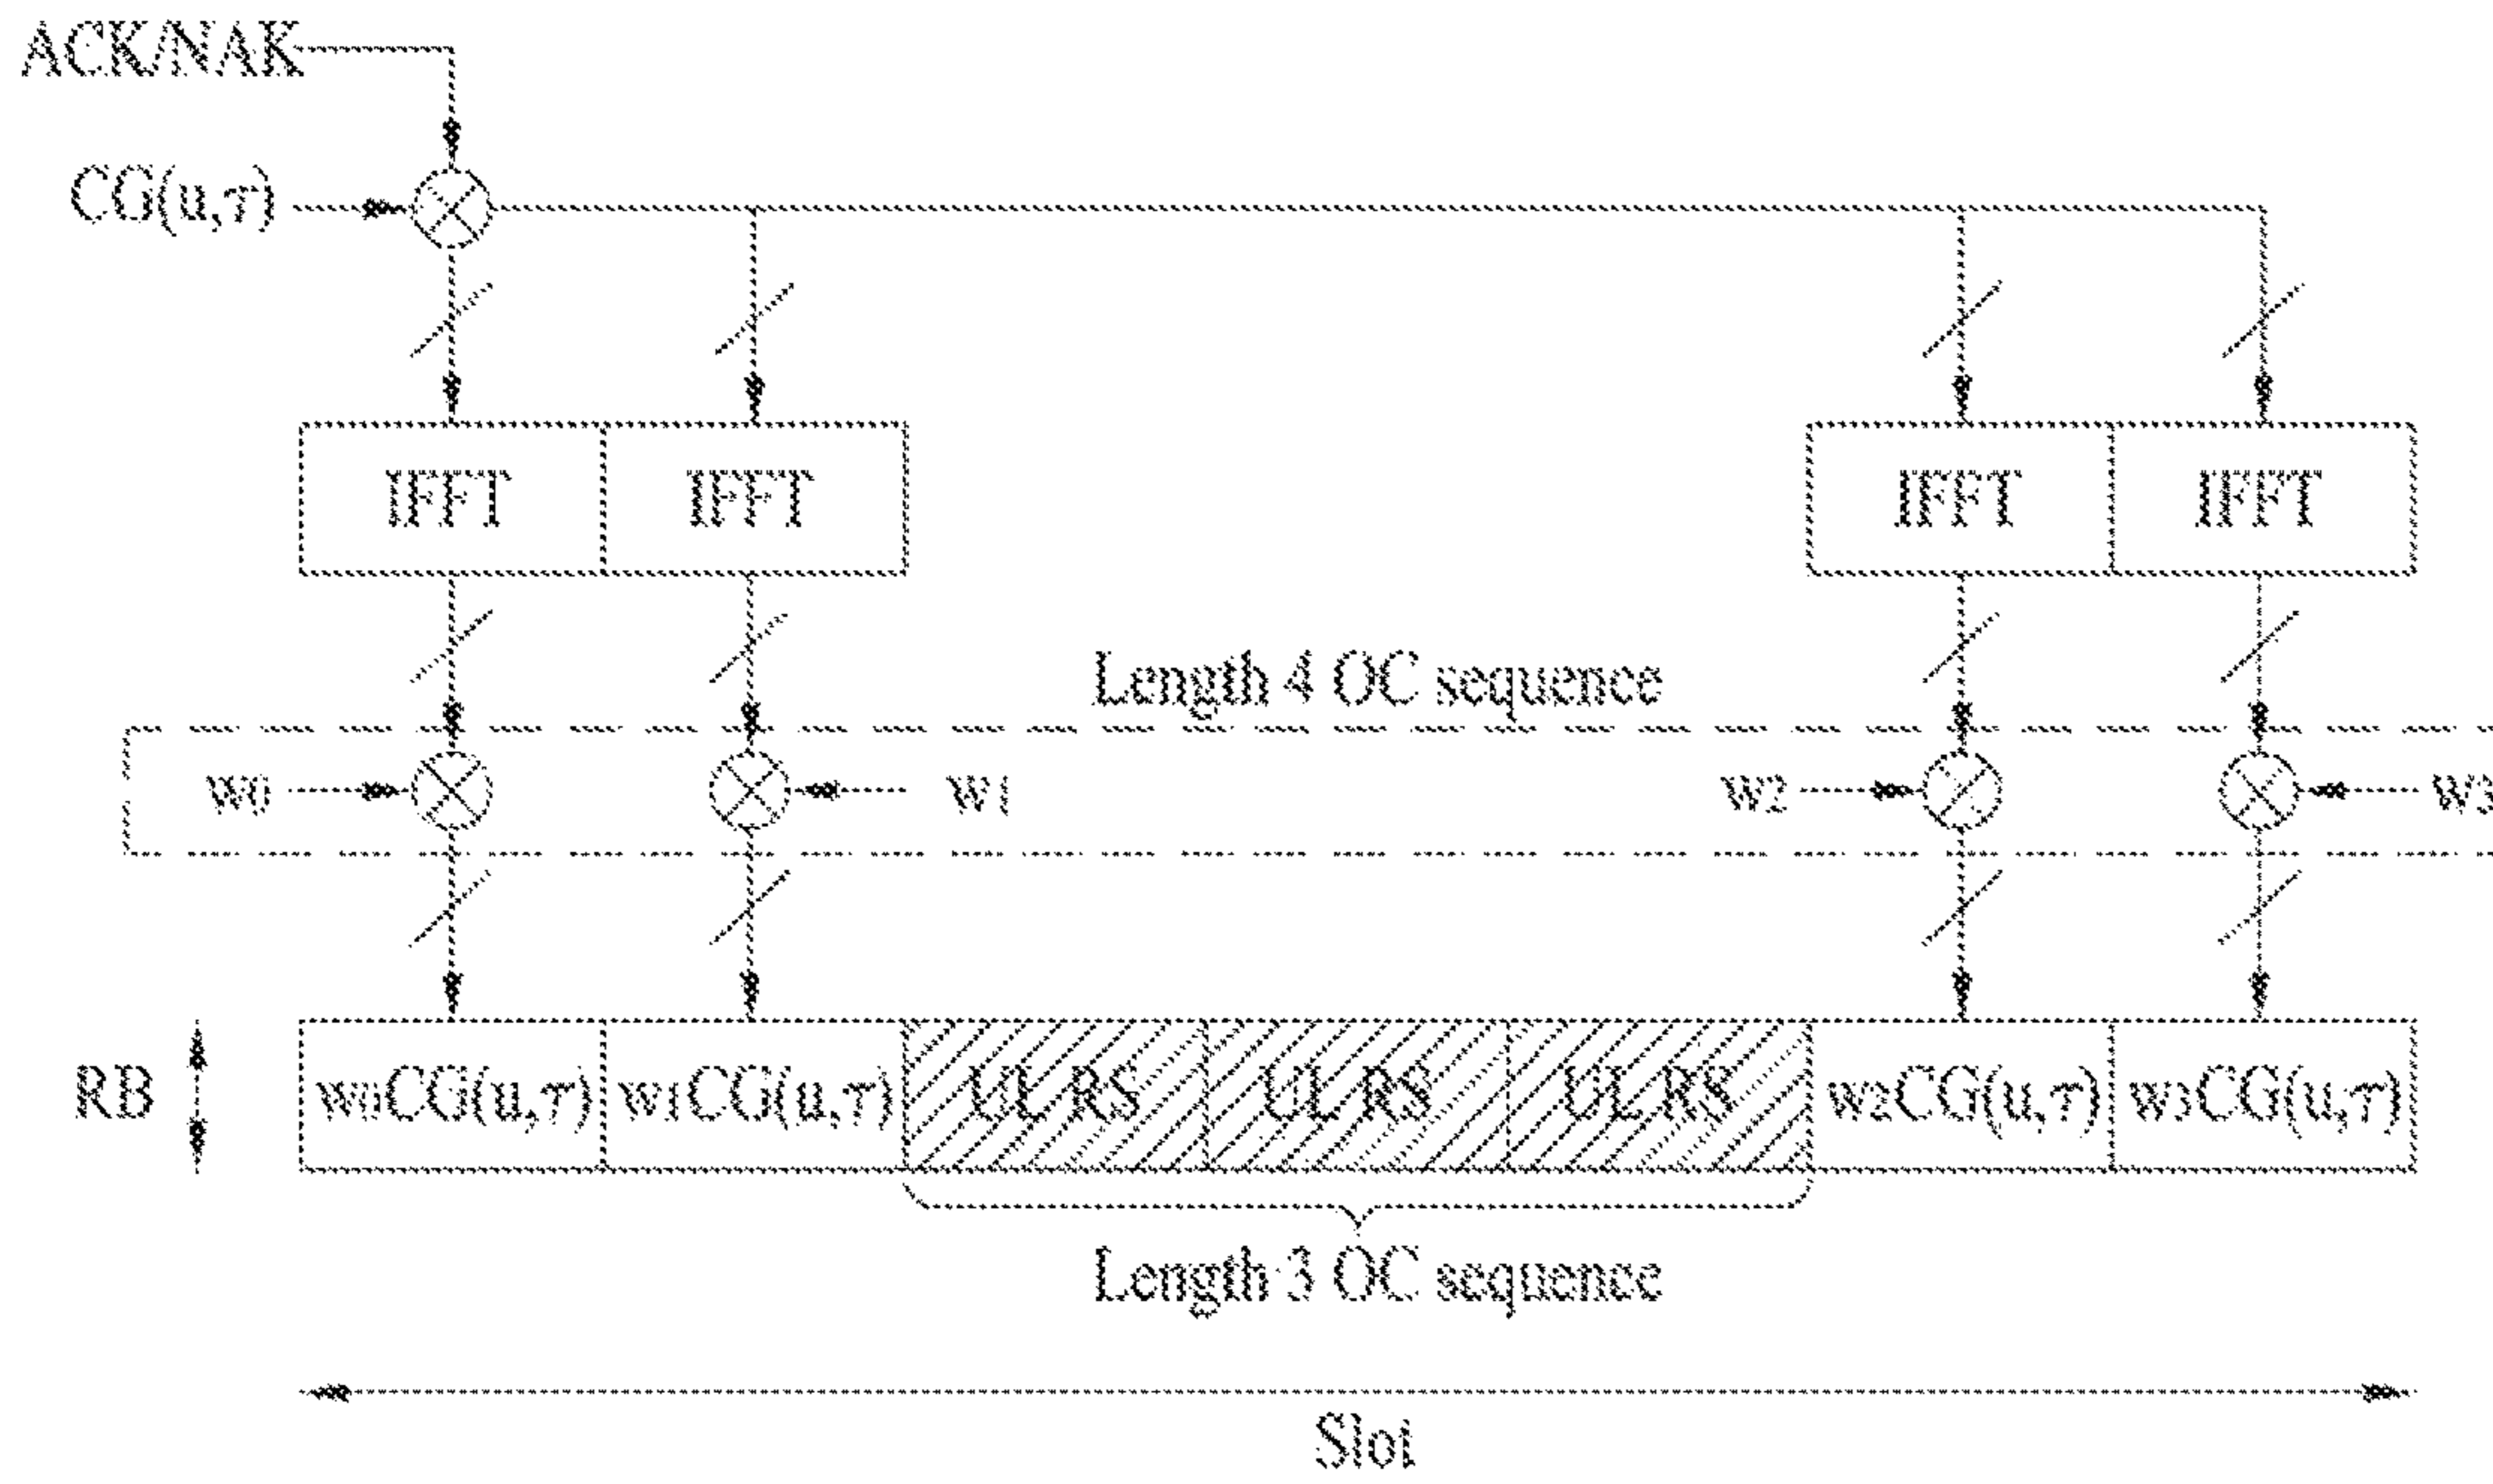 ACK/NAK
CG(u,τ)
IFFT IFFT IFFT IFFT
Length 4 OC sequence
w0 w1 w2 w3
RB w0CG(u,τ) w1CG(u,τ) UL RS UL RS UL RS w2CG(u,τ) w3CG(u,τ)
Length 3 OC sequence
Slot